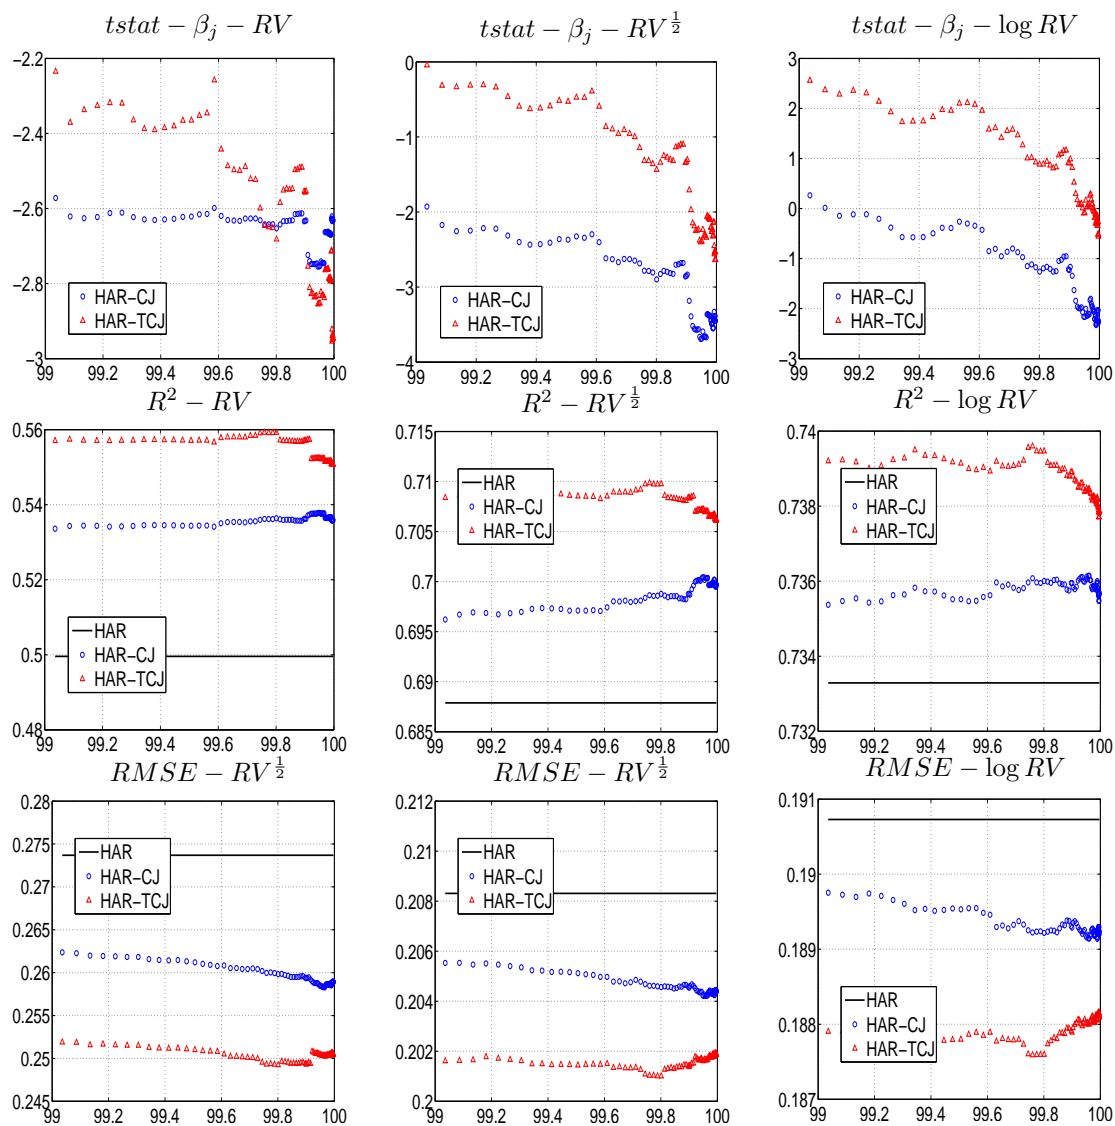 tstat − β_j − RV
−2.2
−2.4
−2.6
−2.8
−3
99 99.2 99.4 99.6 99.8 100
HAR−CJ
HAR−TCJ
tstat − β_j − RV^{1/2}
0
−1
−2
−3
−4
99 99.2 99.4 99.6 99.8 100
HAR−CJ
HAR−TCJ
tstat − β_j − log RV
3
2
1
0
−1
−2
−3
99 99.2 99.4 99.6 99.8 100
HAR−CJ
HAR−TCJ
R² − RV
0.56
0.54
0.52
0.5
0.48
99 99.2 99.4 99.6 99.8 100
HAR
HAR−CJ
HAR−TCJ
R² − RV^{1/2}
0.715
0.71
0.705
0.7
0.695
0.69
0.685
99 99.2 99.4 99.6 99.8 100
HAR
HAR−CJ
HAR−TCJ
R² − log RV
0.74
0.738
0.736
0.734
0.732
99 99.2 99.4 99.6 99.8 100
HAR
HAR−CJ
HAR−TCJ
RMSE − RV^{1/2}
0.28
0.275
0.27
0.265
0.26
0.255
0.25
0.245
99 99.2 99.4 99.6 99.8 100
HAR
HAR−CJ
HAR−TCJ
RMSE − RV^{1/2}
0.212
0.21
0.208
0.206
0.204
0.202
0.2
99 99.2 99.4 99.6 99.8 100
HAR
HAR−CJ
HAR−TCJ
RMSE − log RV
0.191
0.19
0.189
0.188
0.187
99 99.2 99.4 99.6 99.8 100
HAR
HAR−CJ
HAR−TCJ